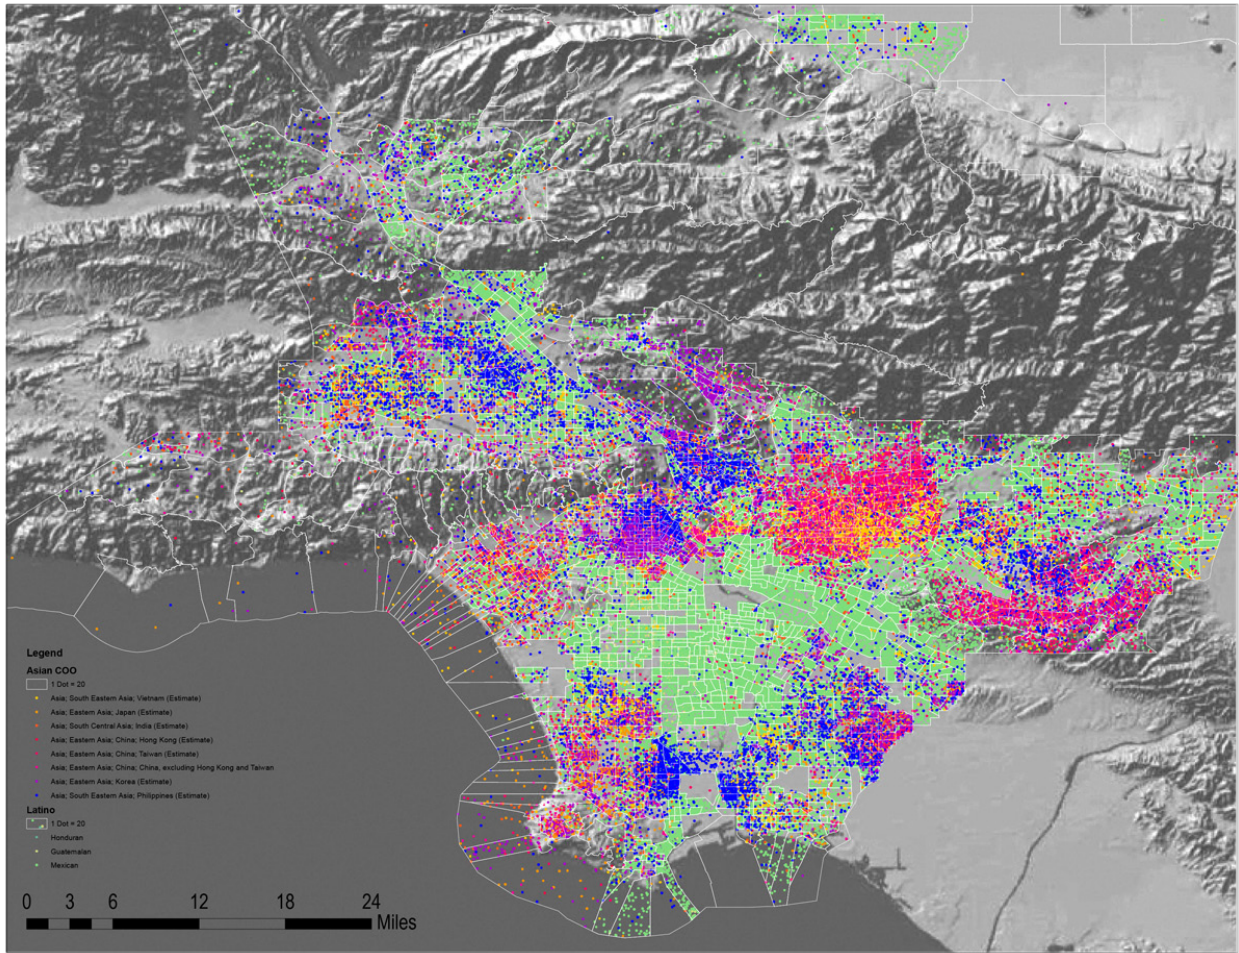 Legend
Asian COO
1 Dot = 20
Asia; South Eastern Asia; Vietnam (Estimate)
Asia; Eastern Asia; Japan (Estimate)
Asia; South Central Asia; India (Estimate)
Asia; Eastern Asia; China; Hong Kong (Estimate)
Asia; Eastern Asia; China; Taiwan (Estimate)
Asia; Eastern Asia; China; China, excluding Hong Kong and Taiwan
Asia; Eastern Asia; Korea (Estimate)
Asia; South Eastern Asia; Philippines (Estimate)
Latino
1 Dot = 20
Honduran
Guatemalan
Mexican
0 3 6 12 18 24
Miles